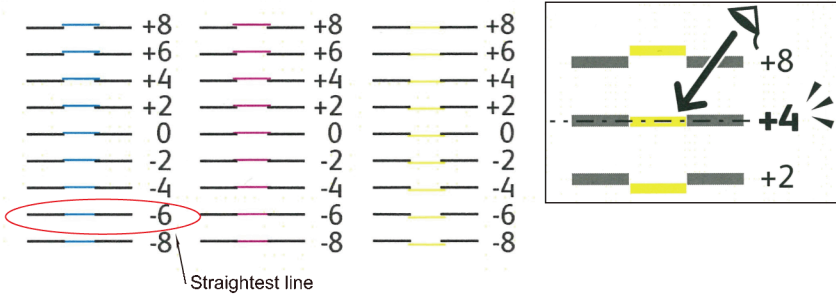 +8 +8 +8
+6 +6 +6
+4 +4 +4
+2 +2 +2
0 0 0
-2 -2 -2
-4 -4 -4
-6 -6 -6
-8 -8 -8
Straightest line
+8
+4
+2